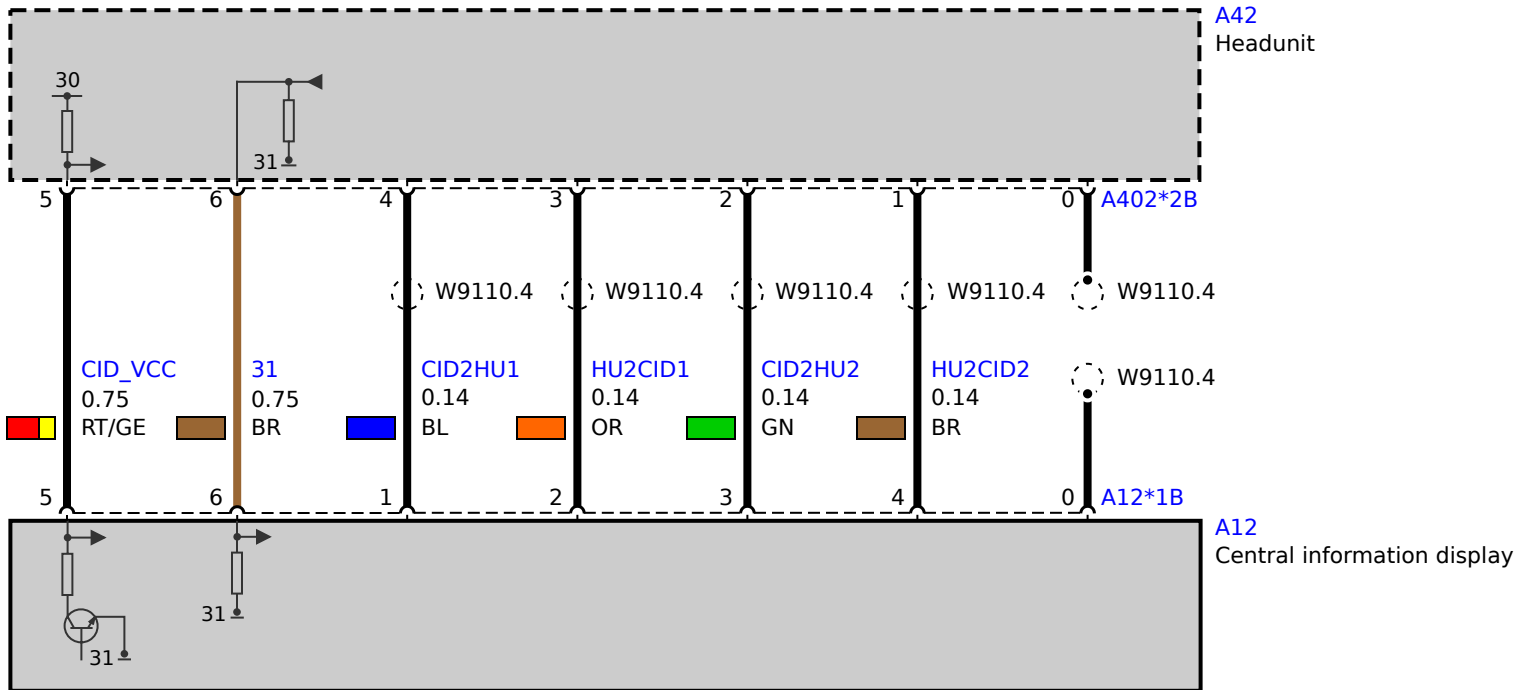 A42
Headunit
30
31
5 6 4 3 2 1 0 A402*2B
W9110.4 W9110.4 W9110.4 W9110.4 W9110.4
CID_VCC 31 CID2HU1 HU2CID1 CID2HU2 HU2CID2 W9110.4
0.75 0.75 0.14 0.14 0.14 0.14
RT/GE BR BL OR GN BR
5 6 1 2 3 4 0 A12*1B
A12
Central information display
31
31